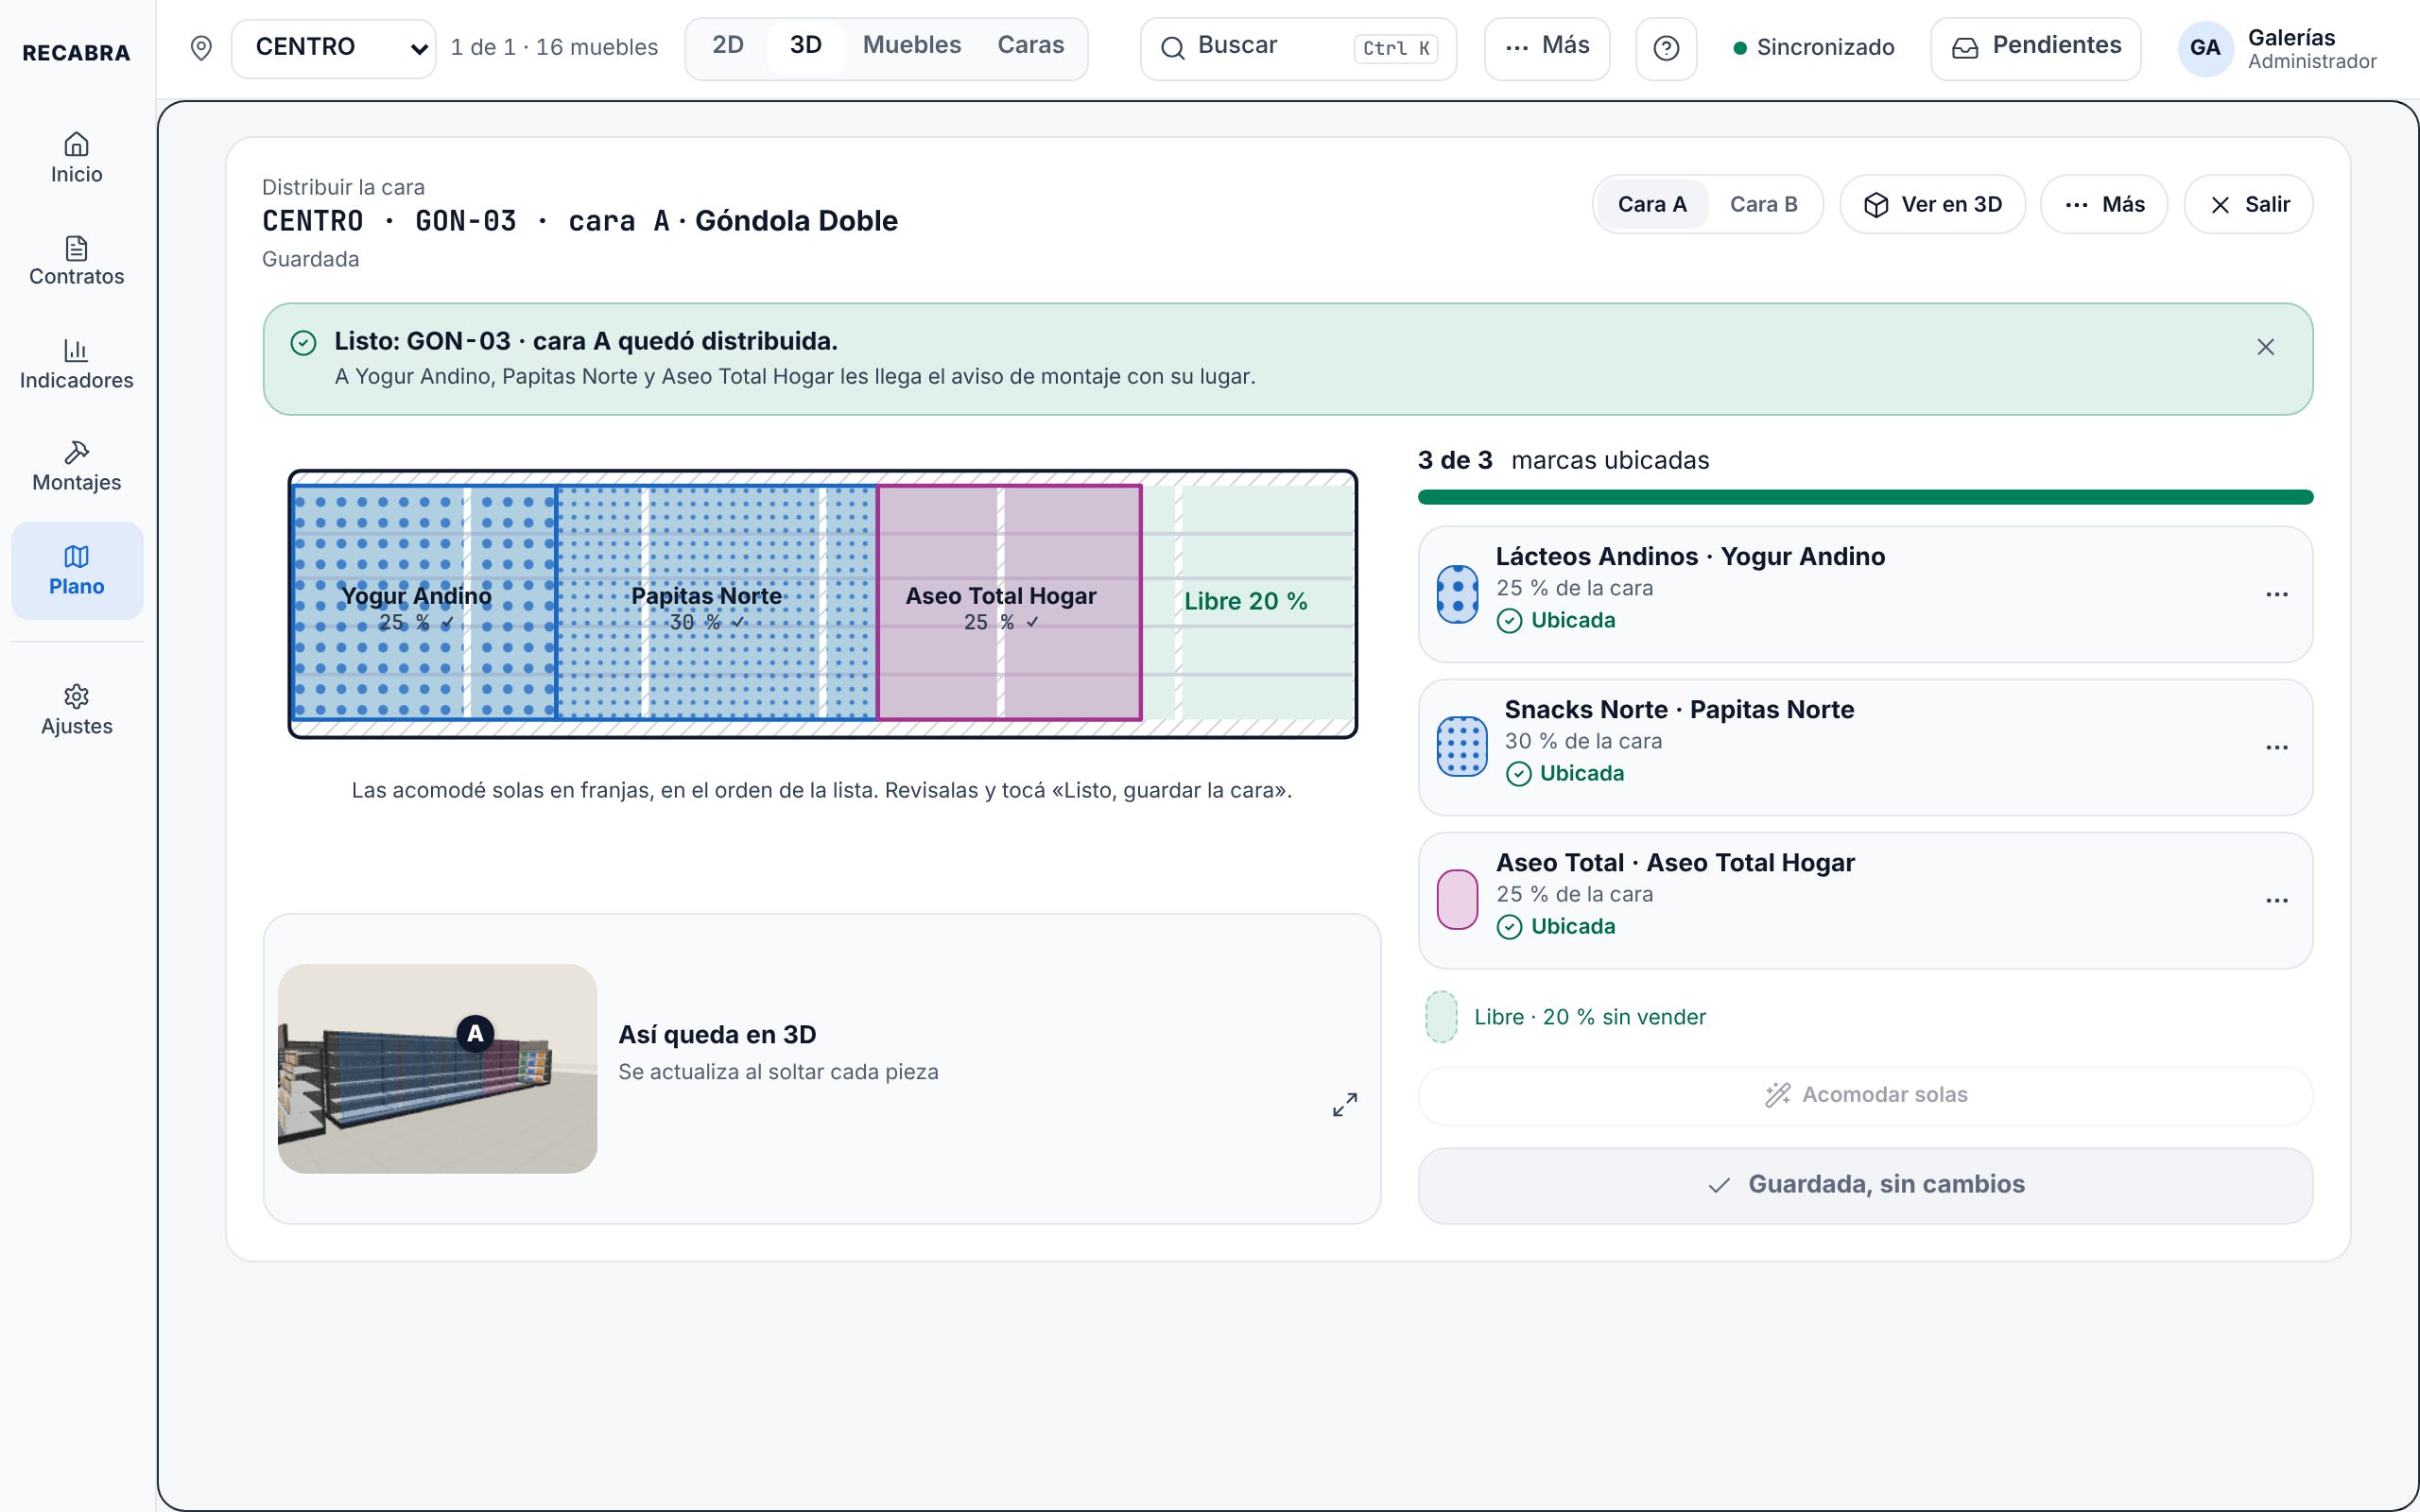 RECABRA
CENTRO
1 de 1 · 16 muebles
2D
3D
Muebles
Caras
Buscar
Ctrl K
Más
Sincronizado
Pendientes
GA
Galerías
Administrador
Inicio
Contratos
Indicadores
Montajes
Plano
Ajustes
Distribuir la cara
CENTRO · GON-03 · cara A · Góndola Doble
Guardada
Cara A
Cara B
Ver en 3D
Más
Salir
Listo: GON-03 · cara A quedó distribuida.
A Yogur Andino, Papitas Norte y Aseo Total Hogar les llega el aviso de montaje con su lugar.
Yogur Andino
25 % ✓
Papitas Norte
30 % ✓
Aseo Total Hogar
25 % ✓
Libre 20 %
Las acomodé solas en franjas, en el orden de la lista. Revisalas y tocá «Listo, guardar la cara».
A
Así queda en 3D
Se actualiza al soltar cada pieza
3 de 3 marcas ubicadas
Lácteos Andinos · Yogur Andino
25 % de la cara
Ubicada
Snacks Norte · Papitas Norte
30 % de la cara
Ubicada
Aseo Total · Aseo Total Hogar
25 % de la cara
Ubicada
Libre · 20 % sin vender
Acomodar solas
Guardada, sin cambios